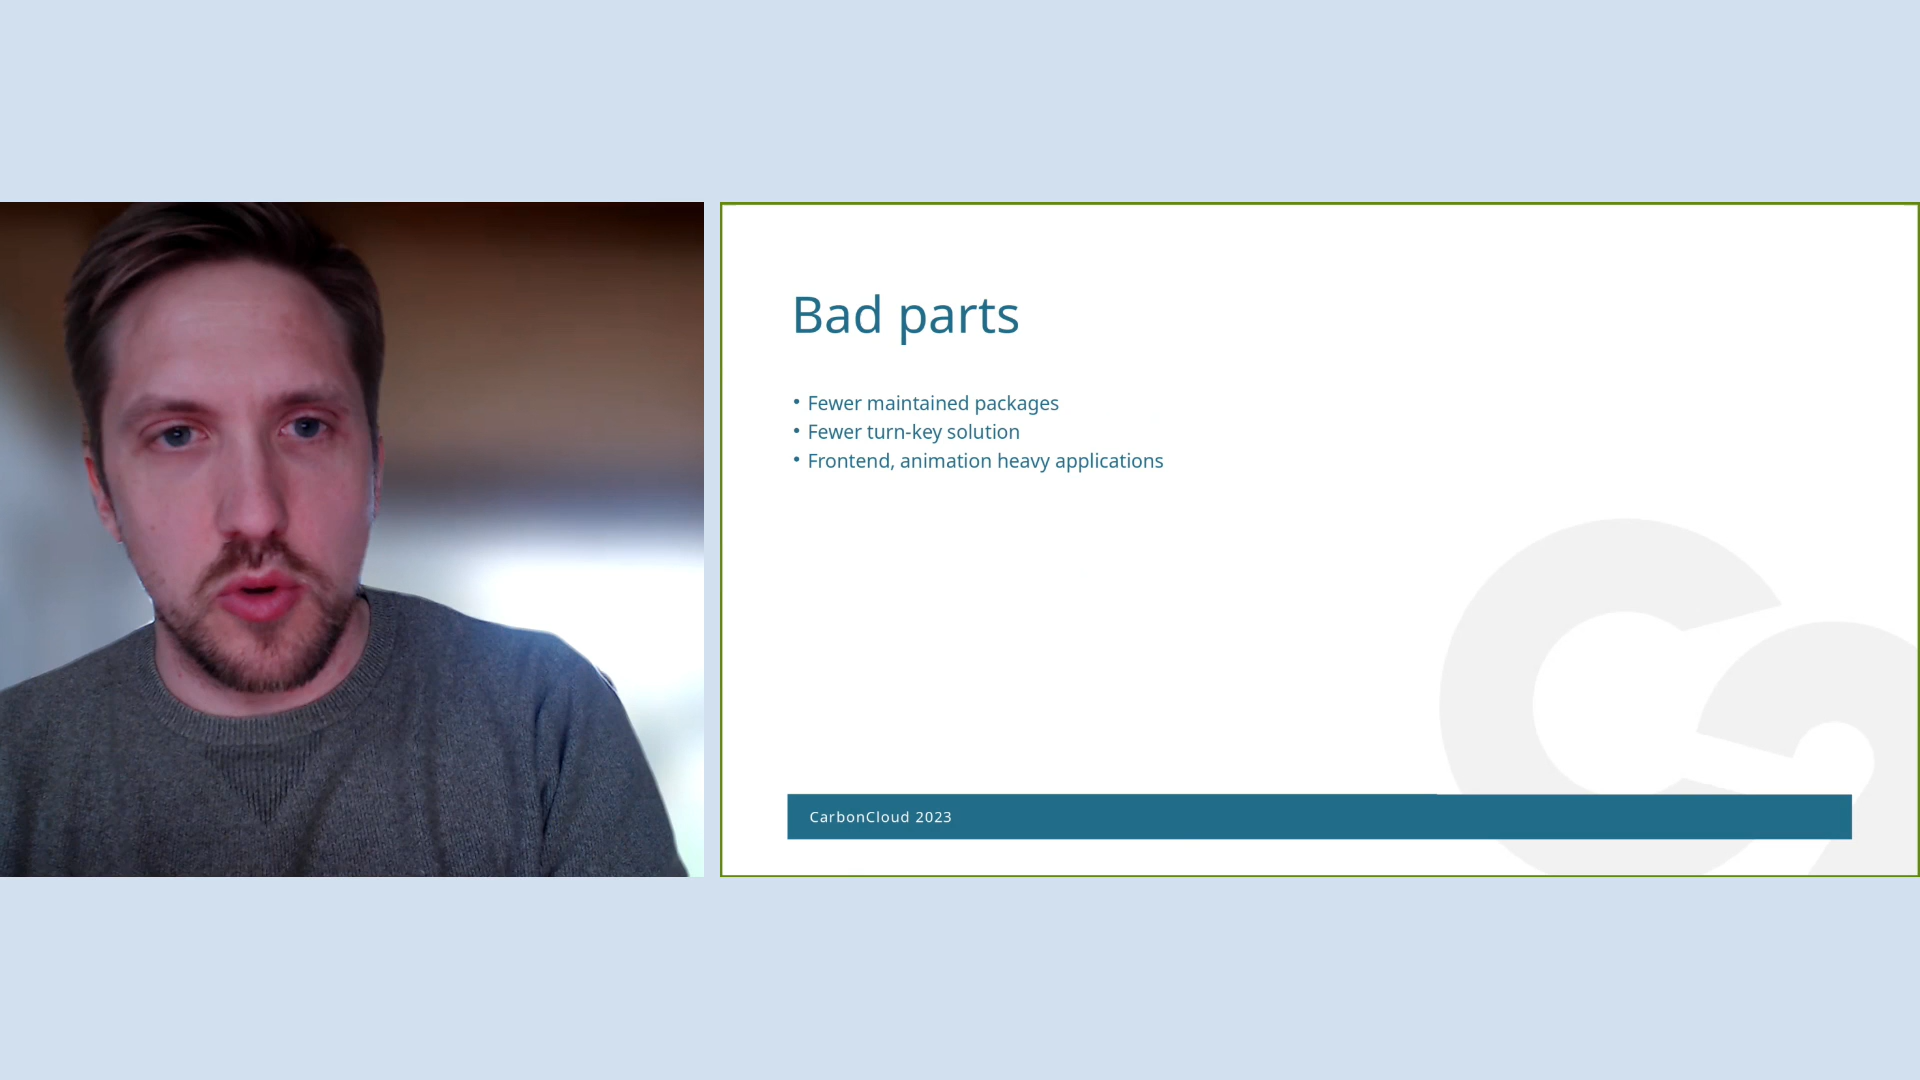 Bad parts
• Fewer maintained packages
• Fewer turn-key solution
• Frontend, animation heavy applications
CarbonCloud 2023